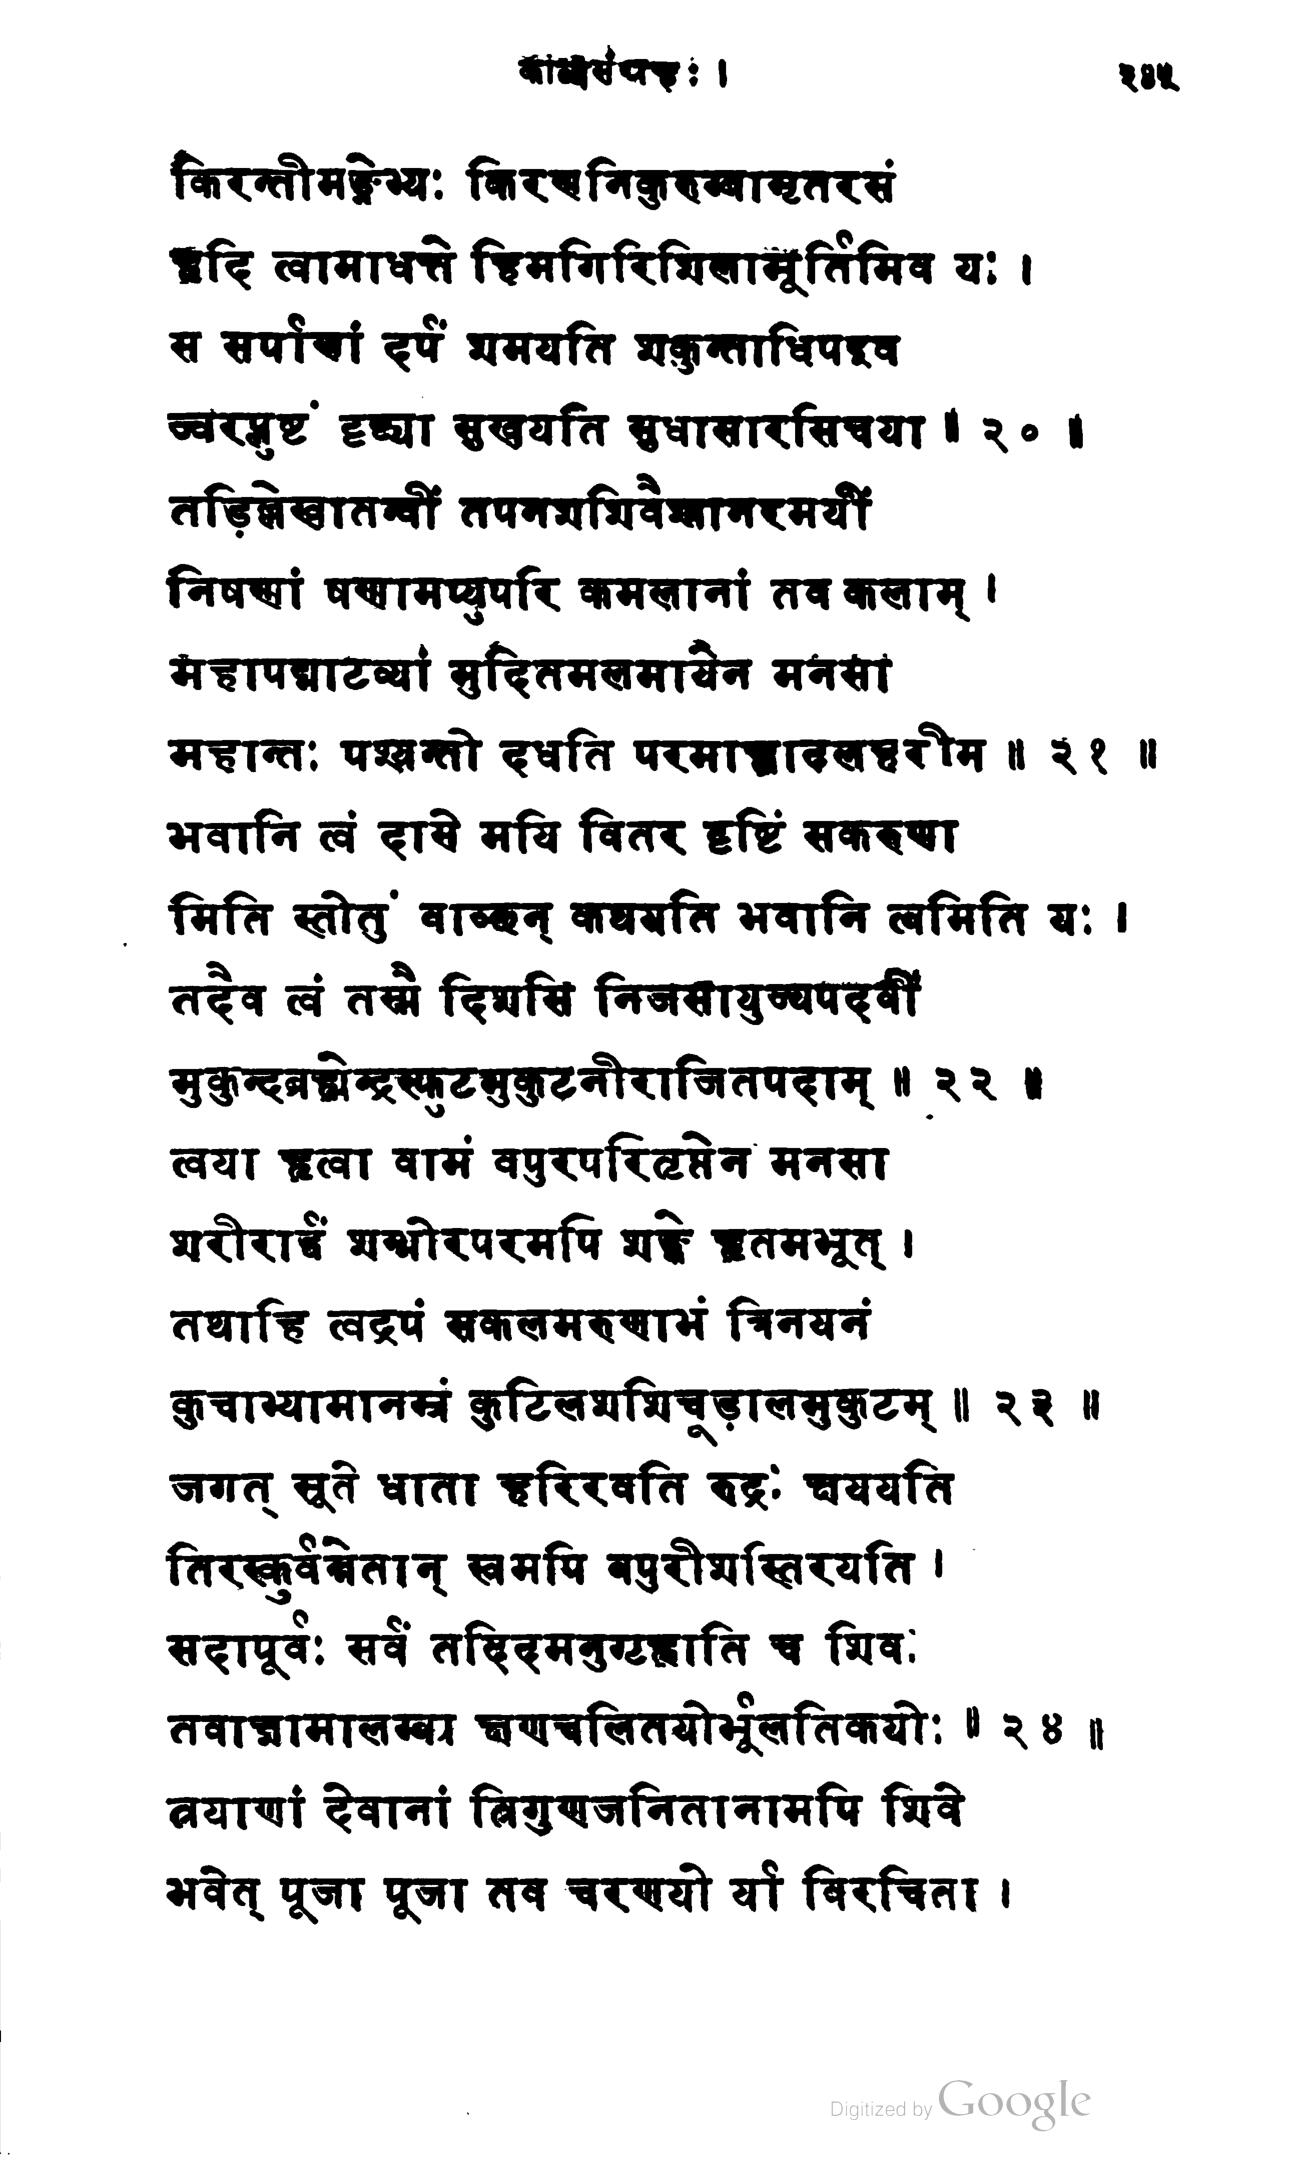 काव्यसंग्रहः । २४५
किरन्तीमङ्गेभ्यः किरणनिकुरुम्बामृतरसं
हृदि त्वामाधत्ते हिमगिरिशिलामूर्तिमिव यः ।
स सर्पाणां दर्पं शमयति शकुन्ताधिपइव
ज्वरप्लुष्टं दृष्ट्या सुखयति सुधासारसिचया ॥ २० ॥
तड़िल्लेखातन्वीं तपनशशिवैश्वानरमयीं
निषणां षणामप्युपरि कमलानां तव कलाम् ।
महापद्माटव्यां मुदितमलमायेन मनसा
महान्तः पश्यन्तो दधति परमाह्लादलहरीम ॥ २१ ॥
भवानि त्वं दासे मयि वितर दृष्टिं सकरुणा
मिति स्तोतुं वाञ्छन् कथयति भवानि त्वमिति यः ।
तदैव त्वं तस्मै दिशसि निजसायुज्यपदवीं
मुकुन्दब्रह्मेन्द्रस्फुटमुकुटनीराजितपदाम् ॥ २२ ॥
त्वया हृत्वा वामं वपुरपरितृप्तेन मनसा
शरीरार्द्धं शम्भोरपरमपि शङ्के हृतमभूत् ।
तथाहि त्वद्रूपं सकलमरुणाभं त्रिनयनं
कुचाभ्यामानम्रं कुटिलशशिचूड़ालमुकुटम् ॥ २३ ॥
जगत् सूते धाता हरिरवति रुद्रः क्षययति
तिरस्कुर्वन्नेतान् स्वमपि वपुरीशस्तिरयति ।
सदापूर्वः सर्वं तदिदमनुगृह्णाति च शिवः
तवाज्ञामालम्ब्य क्षणचलितयोर्भ्रूलतिकयोः ॥ २४ ॥
त्रयाणां देवानां त्रिगुणजनितानामपि शिवे
भवेत् पूजा पूजा तव चरणयो र्या विरचिता ।
Digitized by Google